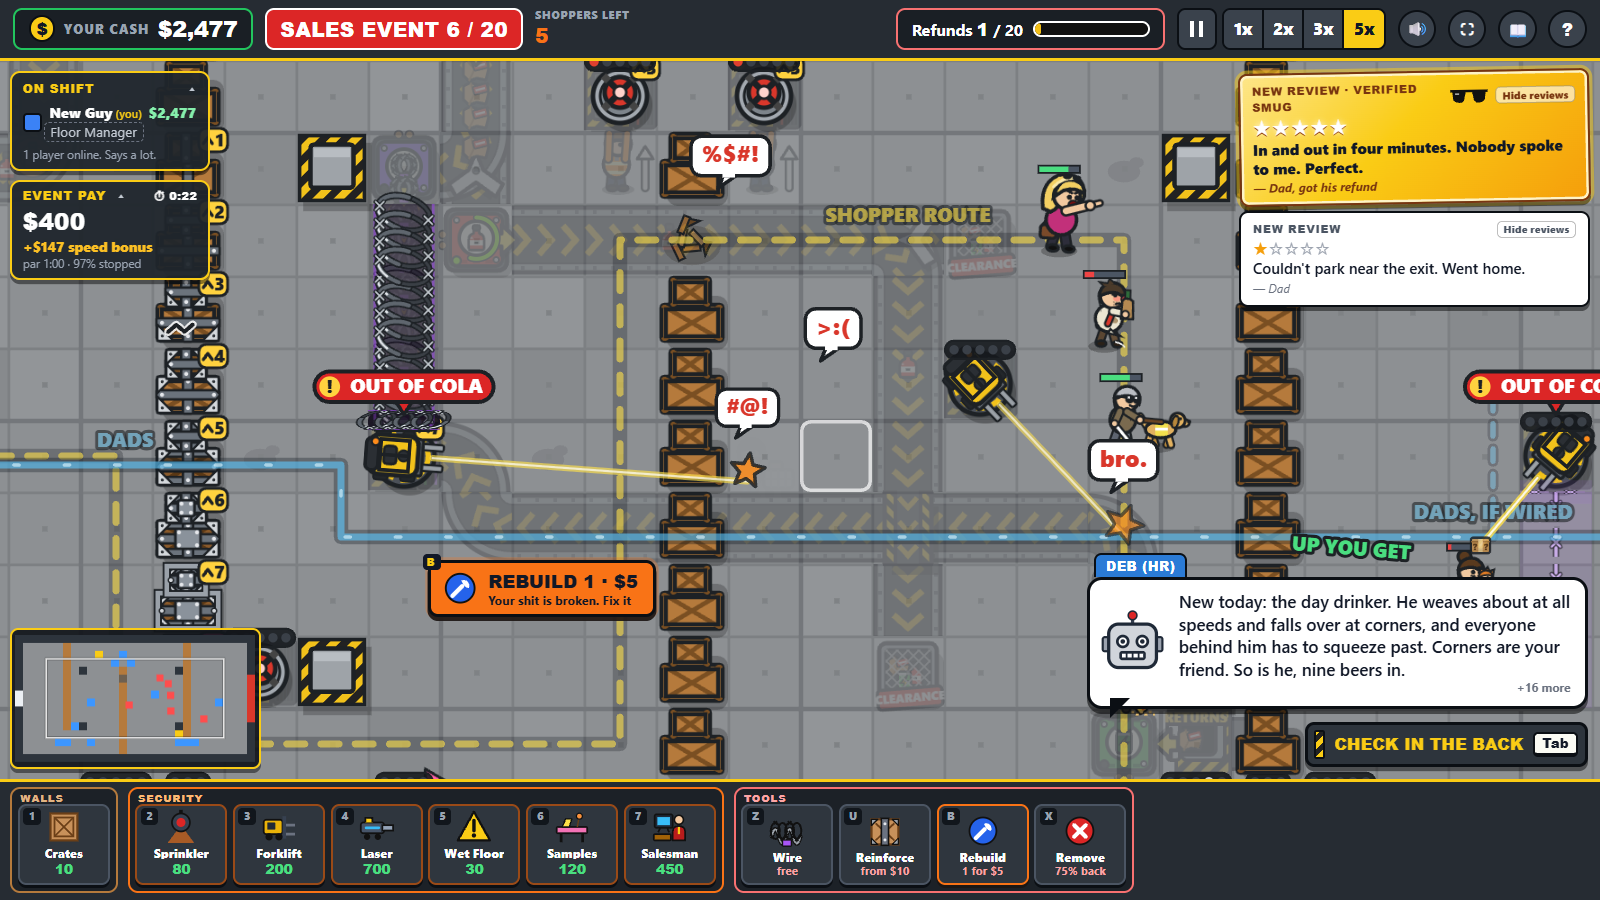 YOUR CASH $2,477
SALES EVENT 6 / 20
SHOPPERS LEFT
5
Refunds 1 / 20
1x 2x 3x 5x
?
ON SHIFT
New Guy (you) $2,477
Floor Manager
1 player online. Says a lot.
EVENT PAY 0:22
$400
+$147 speed bonus
par 1:00 · 97% stopped
^1
^2
^3
^4
^5
^6
^7
%$#!
SHOPPER ROUTE
CLEARANCE
>:(
#@!
bro.
OUT OF COLA
DADS
NEW REVIEW · VERIFIED SMUG
Hide reviews
In and out in four minutes. Nobody spoke
to me. Perfect.
— Dad, got his refund
NEW REVIEW
Hide reviews
Couldn't park near the exit. Went home.
— Dad
OUT OF CO
DADS, IF WIRED
UP YOU GET
B
REBUILD 1 · $5
Your shit is broken. Fix it
CLEARANCE
DEB (HR)
New today: the day drinker. He weaves about at all
speeds and falls over at corners, and everyone
behind him has to squeeze past. Corners are your
friend. So is he, nine beers in.
+16 more
RETURNS
CHECK IN THE BACK Tab
WALLS
1
Crates
10
SECURITY
2
Sprinkler
80
3
Forklift
200
4
Laser
700
5
Wet Floor
30
6
Samples
120
7
Salesman
450
TOOLS
Z
Wire
free
U
Reinforce
from $10
B
Rebuild
1 for $5
X
Remove
75% back